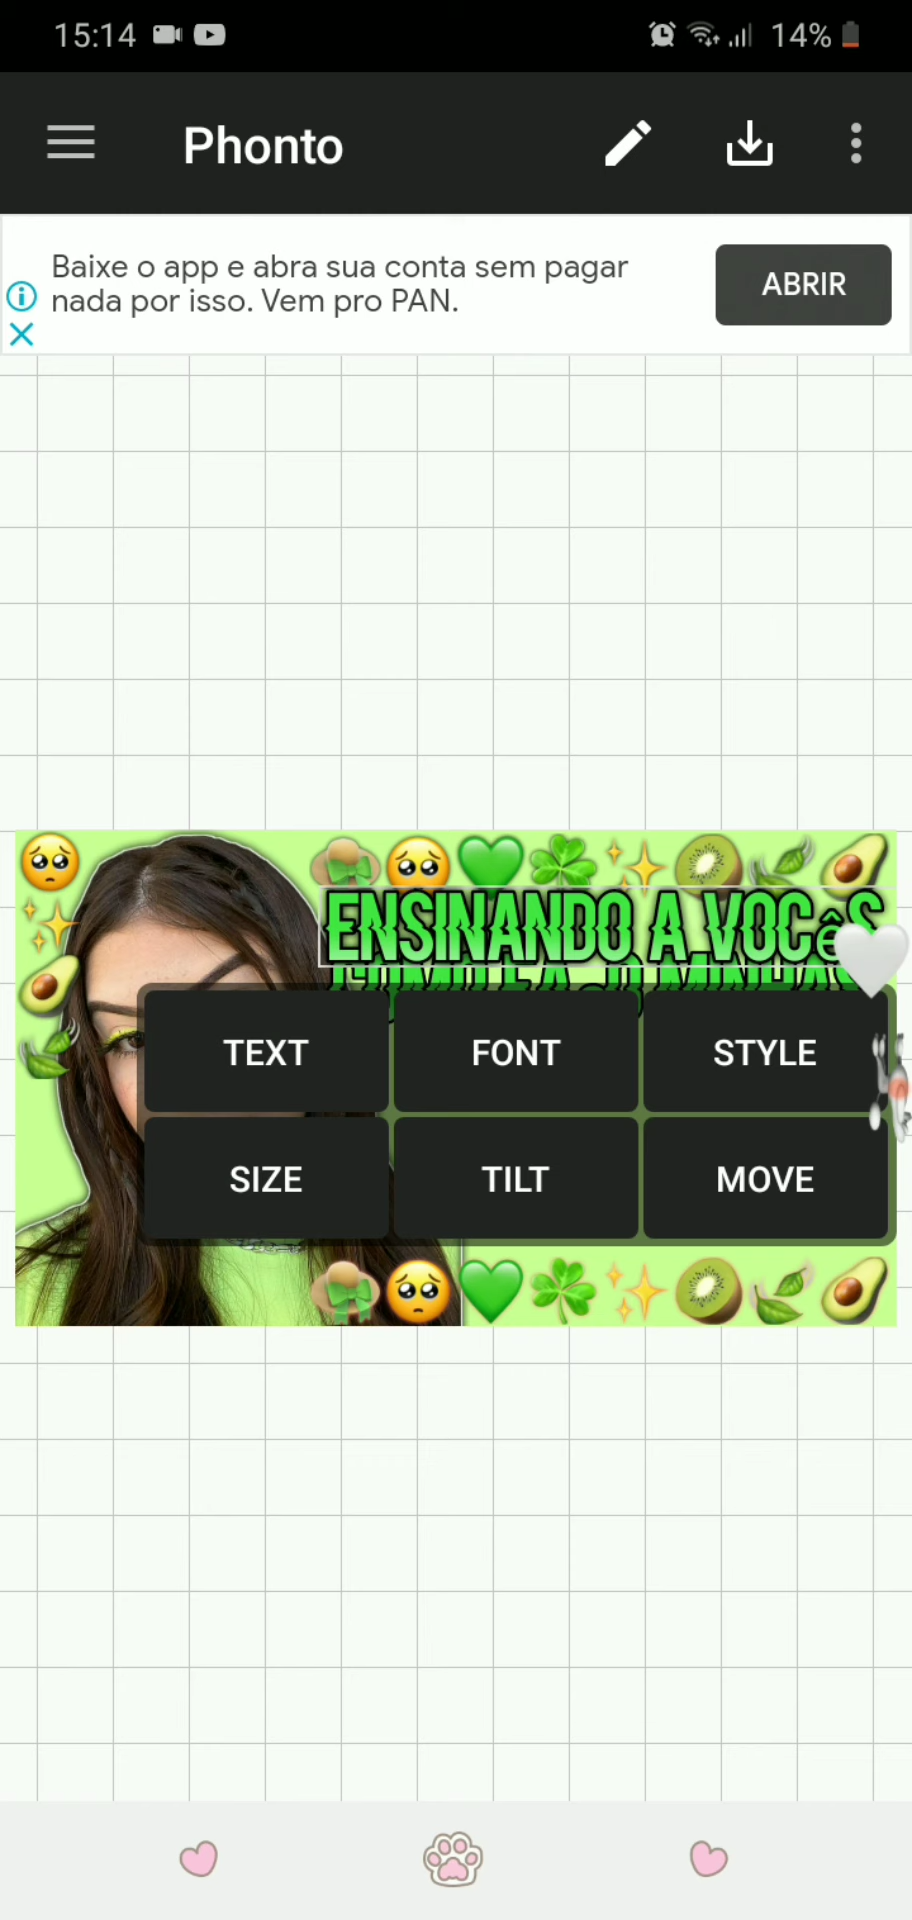 15:14
14%
Phonto
Baixe o app e abra sua conta sem pagar
nada por isso. Vem pro PAN.
ABRIR
ENSINANDO A VOCêS
TEXT
FONT
STYLE
SIZE
TILT
MOVE